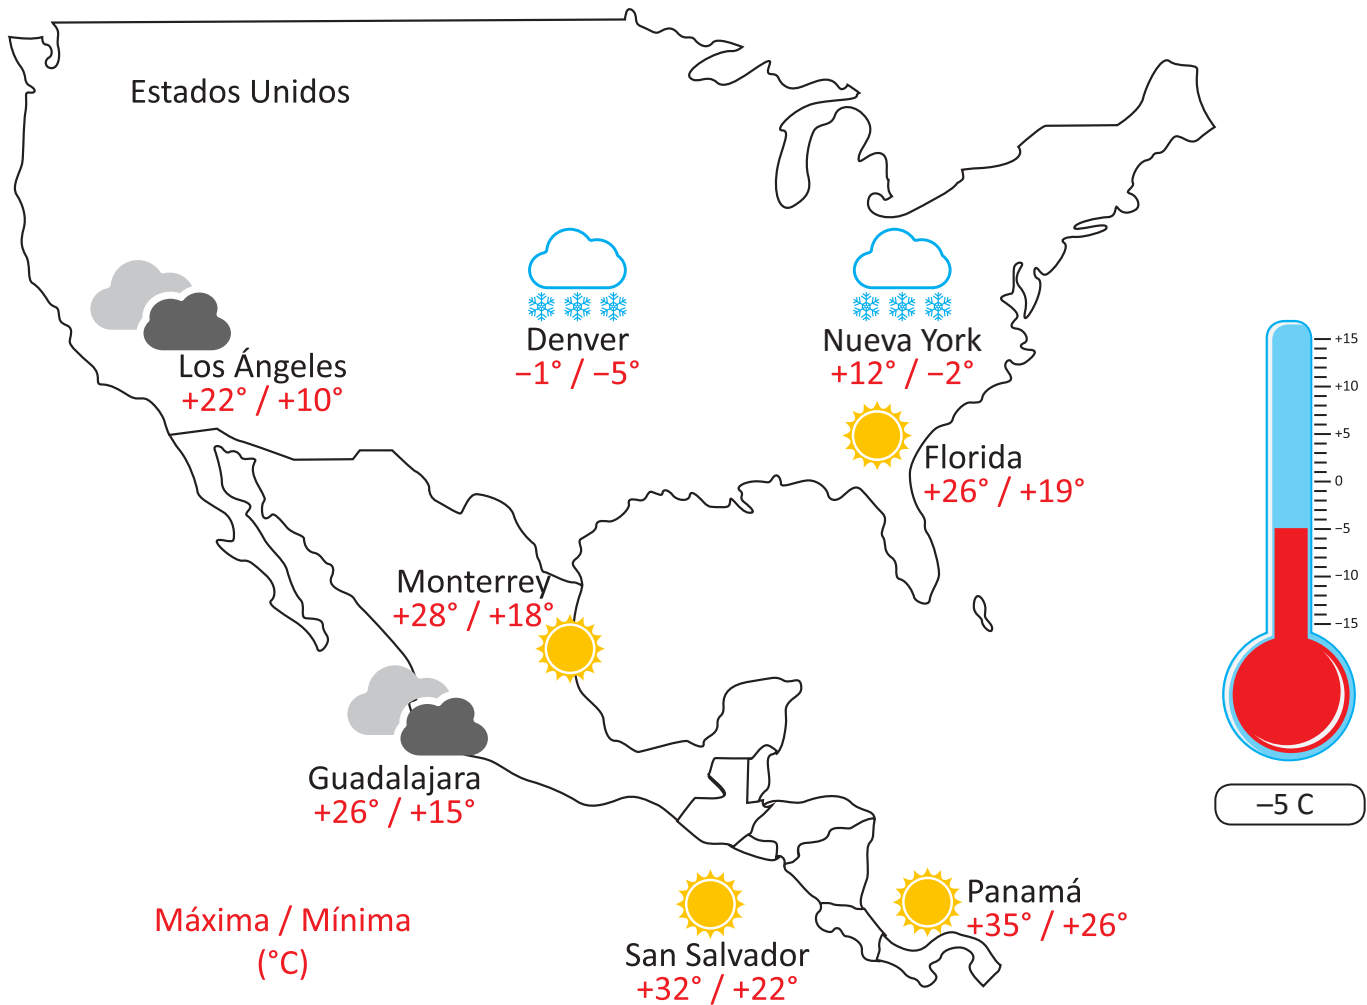 Estados Unidos
Denver
−1° / −5°
Nueva York
+12° / −2°
Los Ángeles
+22° / +10°
Florida
+26° / +19°
Monterrey
+28° / +18°
Guadalajara
+26° / +15°
San Salvador
+32° / +22°
Panamá
+35° / +26°
Máxima / Mínima
(°C)
+15
+10
+5
0
−5
−10
−15
−5 C